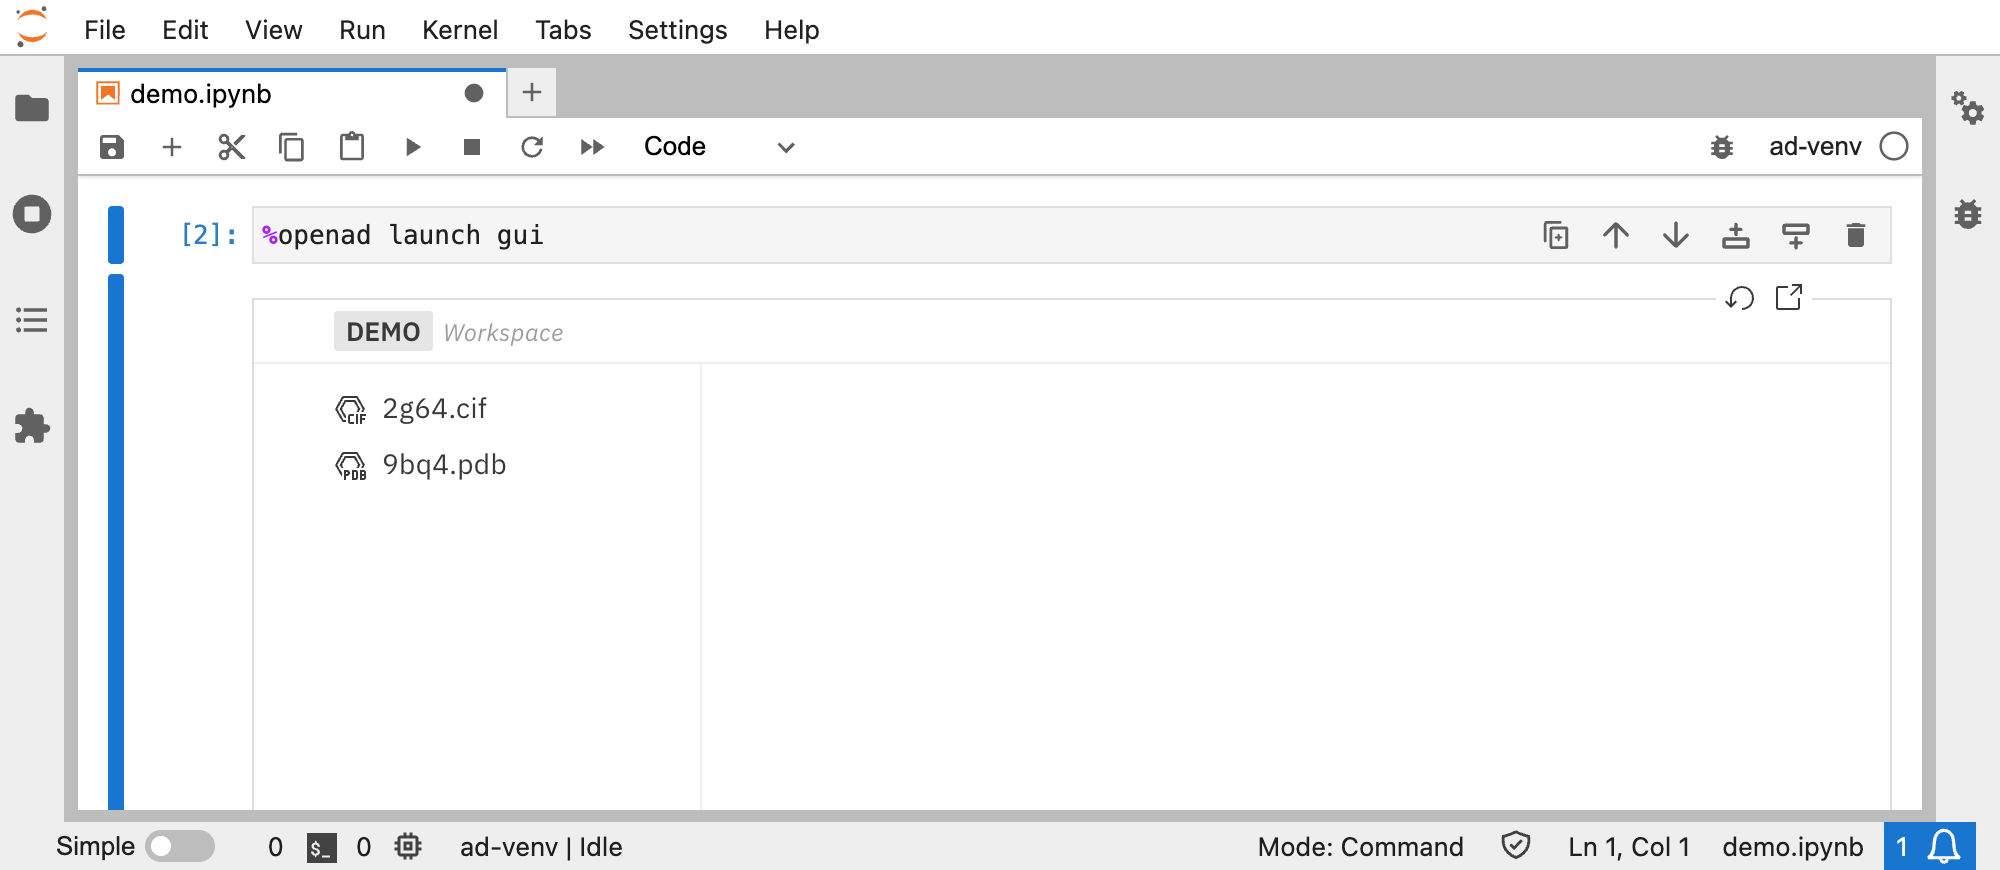 File Edit View Run Kernel Tabs Settings Help
demo.ipynb
Code ad-venv
[2]: %openad launch gui
DEMO Workspace
CIF 2g64.cif
PDB 9bq4.pdb
Simple 0 $_ 0 ad-venv | Idle Mode: Command Ln 1, Col 1 demo.ipynb 1